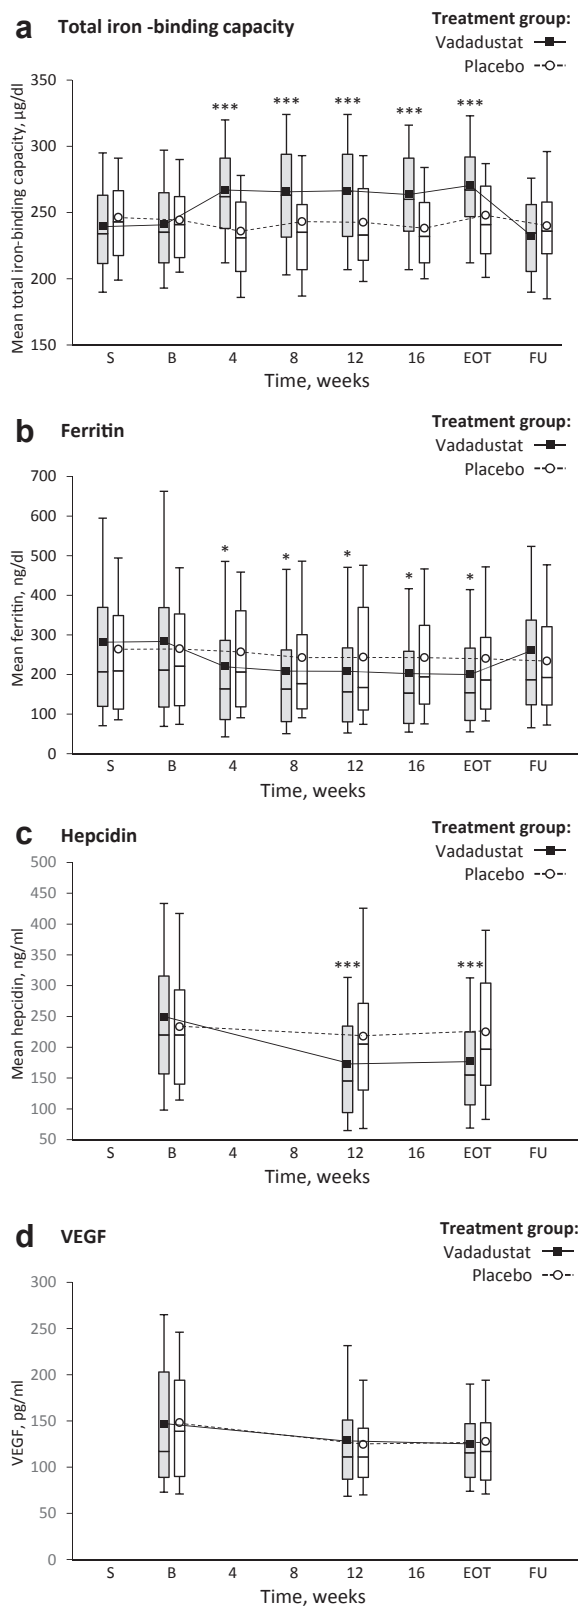 a Total iron -binding capacity
Treatment group:
Vadadustat
Placebo
Mean total iron-binding capacity, µg/dl
350
300
250
200
150
*** *** *** *** ***
S B 4 8 12 16 EOT FU
Time, weeks
b Ferritin
Treatment group:
Vadadustat
Placebo
Mean ferritin, ng/dl
700
600
500
400
300
200
100
0
* * * * *
S B 4 8 12 16 EOT FU
Time, weeks
c Hepcidin
Treatment group:
Vadadustat
Placebo
Mean hepcidin, ng/ml
500
450
400
350
300
250
200
150
100
50
*** ***
S B 4 8 12 16 EOT FU
Time, weeks
d VEGF
Treatment group:
Vadadustat
Placebo
VEGF, pg/ml
300
250
200
150
100
50
0
S B 4 8 12 16 EOT FU
Time, weeks